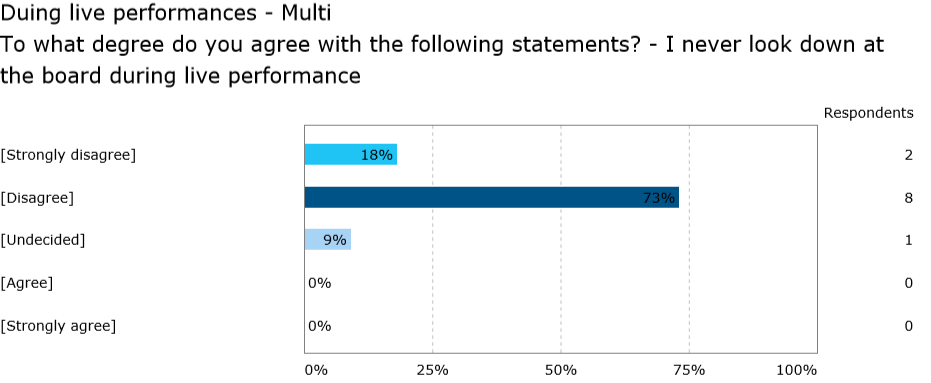 Duing live performances - Multi
To what degree do you agree with the following statements? - I never look down at
the board during live performance
Respondents
[Strongly disagree] 18% 2
[Disagree] 73% 8
[Undecided] 9% 1
[Agree] 0% 0
[Strongly agree] 0% 0
0% 25% 50% 75% 100%